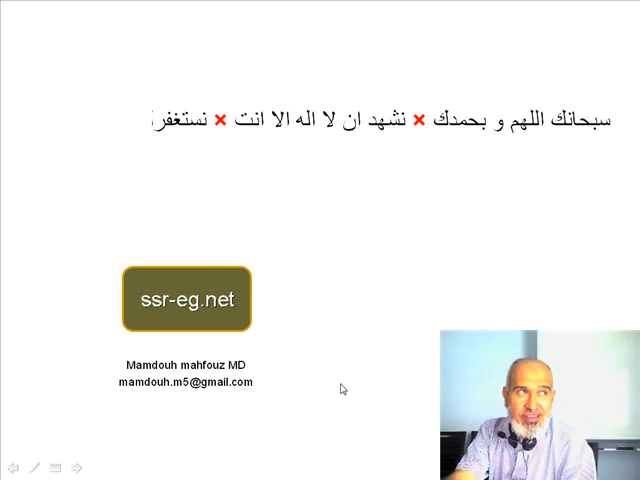 سبحانك اللهم و بحمدك × نشهد ان لا اله الا انت × نستغفر
ssr-eg.net
Mamdouh mahfouz MD
mamdouh.m5@gmail.com